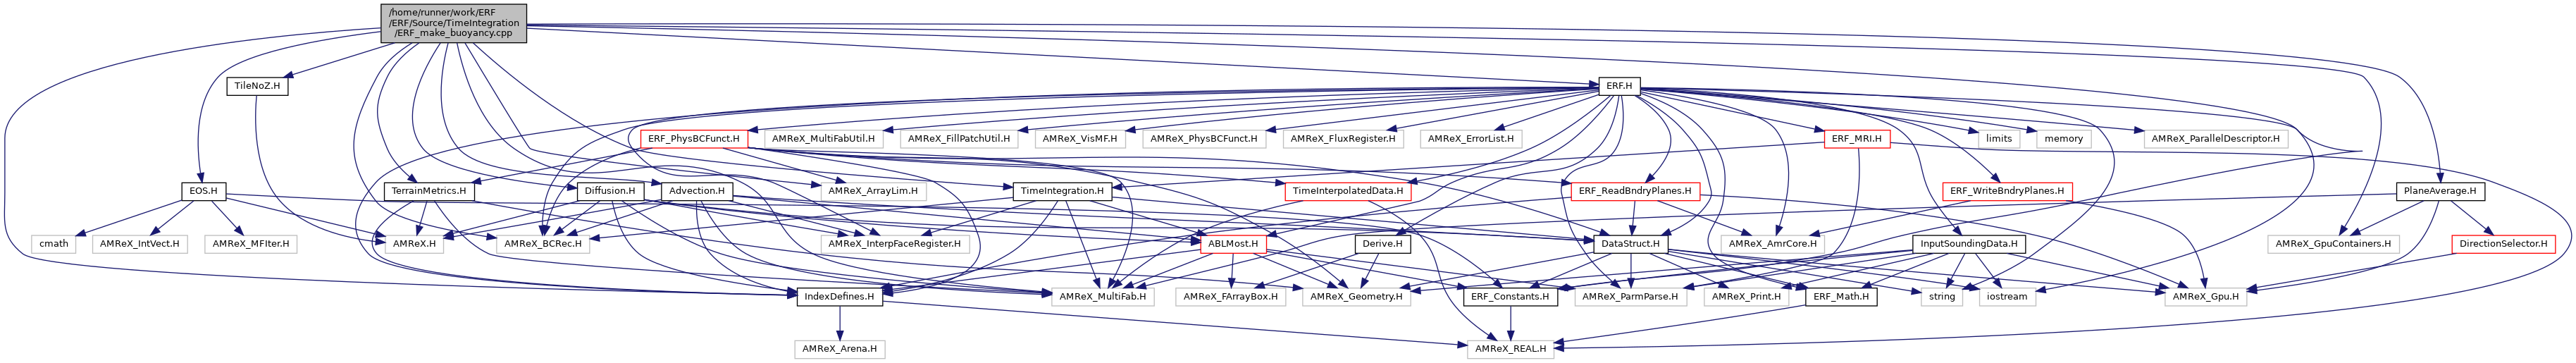 /home/runner/work/ERF
/ERF/Source/TimeIntegration
/ERF_make_buoyancy.cpp
TileNoZ.H
ERF.H
ERF_PhysBCFunct.H
AMReX_MultiFabUtil.H
AMReX_FillPatchUtil.H
AMReX_VisMF.H
AMReX_PhysBCFunct.H
AMReX_FluxRegister.H
AMReX_ErrorList.H
ERF_MRI.H
limits
memory
AMReX_ParallelDescriptor.H
EOS.H
TerrainMetrics.H
Diffusion.H
Advection.H
AMReX_ArrayLim.H
TimeIntegration.H
TimeInterpolatedData.H
ERF_ReadBndryPlanes.H
ERF_WriteBndryPlanes.H
PlaneAverage.H
cmath
AMReX_IntVect.H
AMReX_MFIter.H
AMReX.H
AMReX_BCRec.H
AMReX_InterpFaceRegister.H
ABLMost.H
Derive.H
DataStruct.H
AMReX_AmrCore.H
InputSoundingData.H
AMReX_GpuContainers.H
DirectionSelector.H
IndexDefines.H
AMReX_MultiFab.H
AMReX_FArrayBox.H
AMReX_Geometry.H
ERF_Constants.H
AMReX_ParmParse.H
AMReX_Print.H
ERF_Math.H
string
iostream
AMReX_Gpu.H
AMReX_Arena.H
AMReX_REAL.H